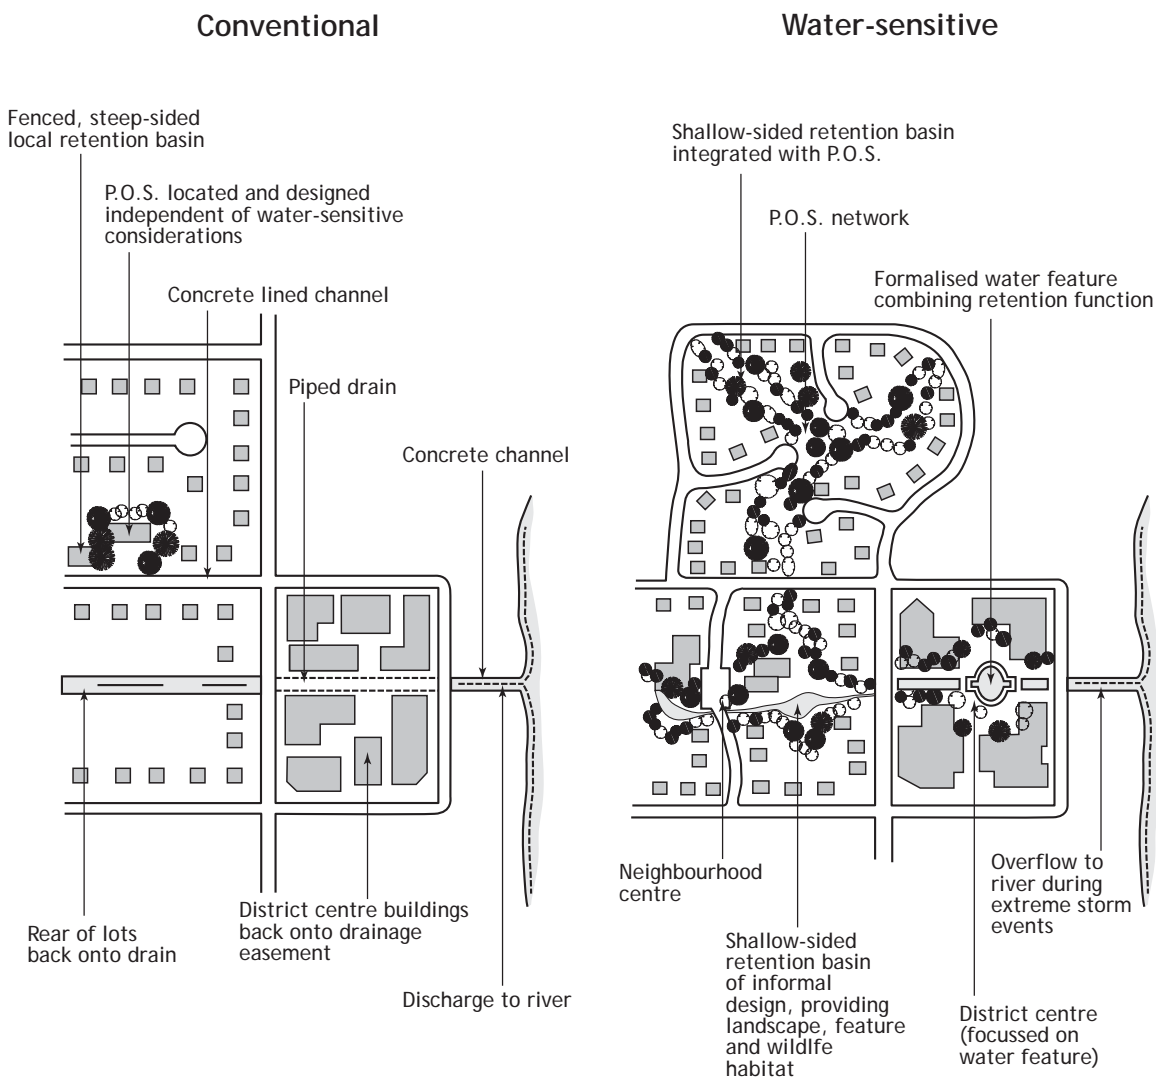 Conventional
Water-sensitive
Fenced, steep-sided
local retention basin
P.O.S. located and designed
independent of water-sensitive
considerations
Concrete lined channel
Piped drain
Concrete channel
Rear of lots
back onto drain
District centre buildings
back onto drainage
easement
Discharge to river
Shallow-sided retention basin
integrated with P.O.S.
P.O.S. network
Formalised water feature
combining retention function
Neighbourhood
centre
Shallow-sided
retention basin
of informal
design, providing
landscape, feature
and wildlfe
habitat
Overflow to
river during
extreme storm
events
District centre
(focussed on
water feature)